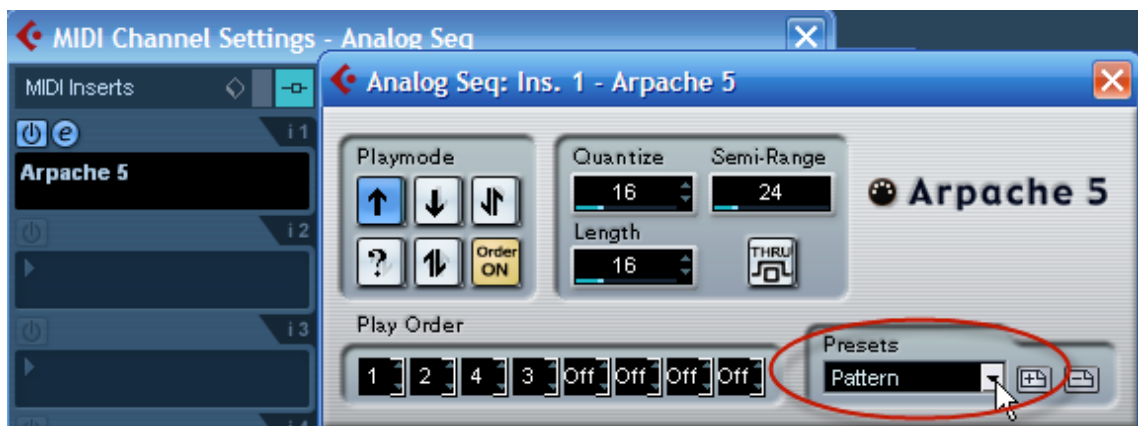 MIDI Channel Settings - Analog Seq
MIDI Inserts
e
i 1
Arpache 5
i 2
i 3
i 4
Analog Seq: Ins. 1 - Arpache 5
Playmode
?
Order
ON
Quantize
16
Semi-Range
24
Length
16
THRU
Arpache 5
Play Order
1 2 4 3 Off Off Off Off
Presets
Pattern